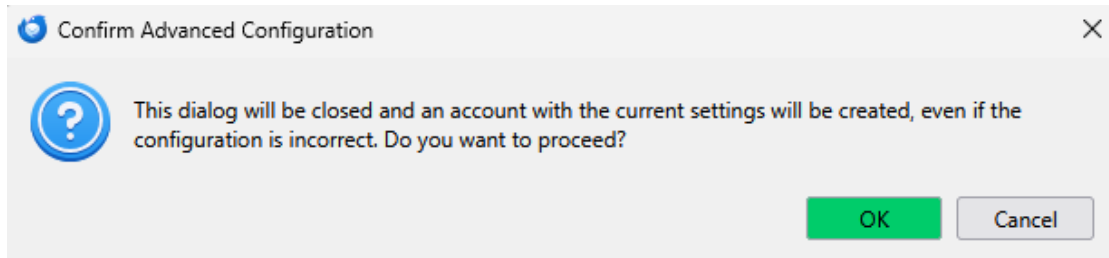 Confirm Advanced Configuration
This dialog will be closed and an account with the current settings will be created, even if the
configuration is incorrect. Do you want to proceed?
OK
Cancel